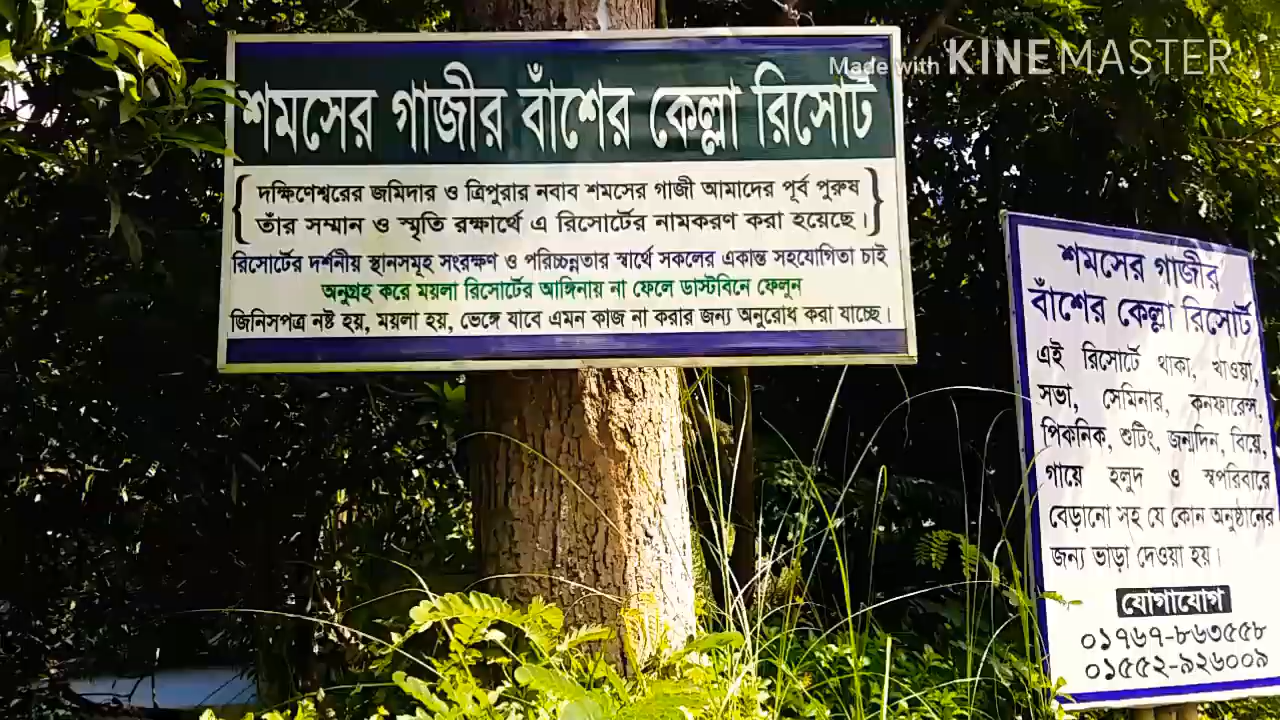 Made with KINEMASTER
শমসের গাজীর বাঁশের কেল্লা রিসোর্ট
{ দক্ষিণেশ্বরের জমিদার ও ত্রিপুরার নবাব শমসের গাজী আমাদের পূর্ব পুরুষ
তাঁর সম্মান ও স্মৃতি রক্ষার্থে এ রিসোর্টের নামকরণ করা হয়েছে। }
রিসোর্টের দর্শনীয় স্থানসমূহ সংরক্ষণ ও পরিচ্ছন্নতার স্বার্থে সকলের একান্ত সহযোগিতা চাই
অনুগ্রহ করে ময়লা রিসোর্টের আঙ্গিনায় না ফেলে ডাস্টবিনে ফেলুন
জিনিসপত্র নষ্ট হয়, ময়লা হয়, ভেঙ্গে যাবে এমন কাজ না করার জন্য অনুরোধ করা যাচ্ছে।
শমসের গাজীর
বাঁশের কেল্লা রিসোর্ট
এই রিসোর্টে থাকা, খাওয়া,
সভা, সেমিনার, কনফারেন্স,
পিকনিক, শুটিং, জন্মদিন, বিয়ে,
গায়ে হলুদ ও স্বপরিবারে
বেড়ানো সহ যে কোন অনুষ্ঠানের
জন্য ভাড়া দেওয়া হয়।
যোগাযোগ
০১৭৬৭-৮৬৩৫৫৮
০১৫৫২-৯২৬০০৯